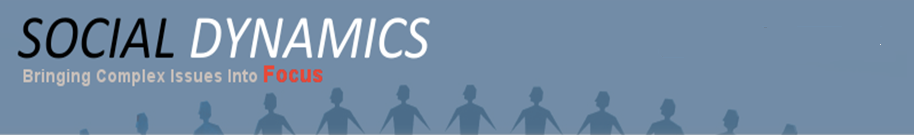 SOCIAL DYNAMICS
Bringing Complex Issues Into Focus